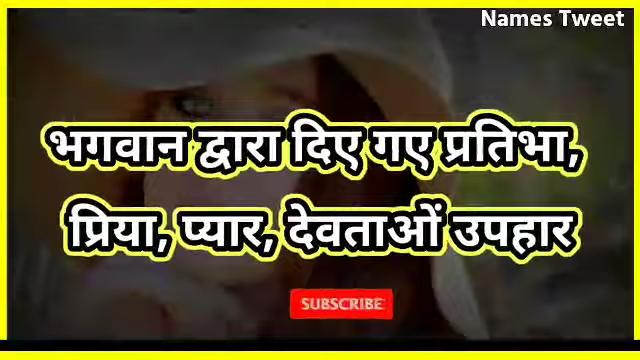 Names Tweet
भगवान द्वारा दिए गए प्रतिभा,
प्रिया, प्यार, देवताओं उपहार
SUBSCRIBE